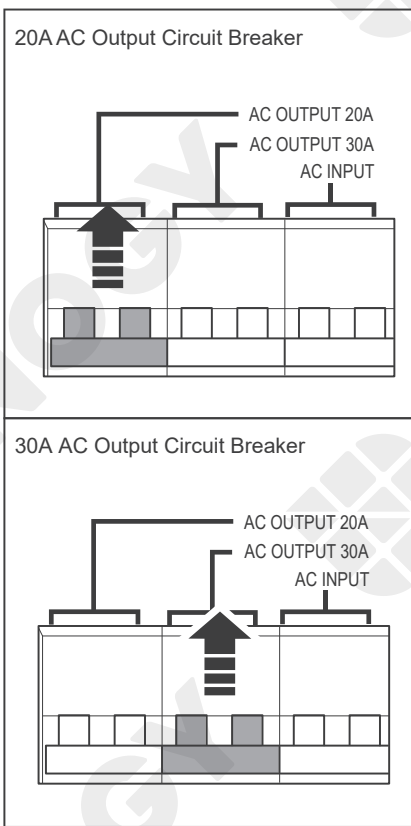 20A AC Output Circuit Breaker
AC OUTPUT 20A
AC OUTPUT 30A
AC INPUT
30A AC Output Circuit Breaker
AC OUTPUT 20A
AC OUTPUT 30A
AC INPUT